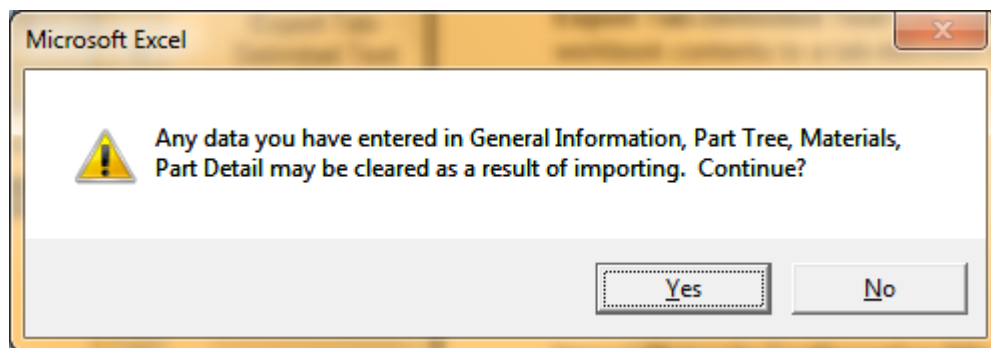 Microsoft Excel
Any data you have entered in General Information, Part Tree, Materials,
Part Detail may be cleared as a result of importing.  Continue?
Yes
No